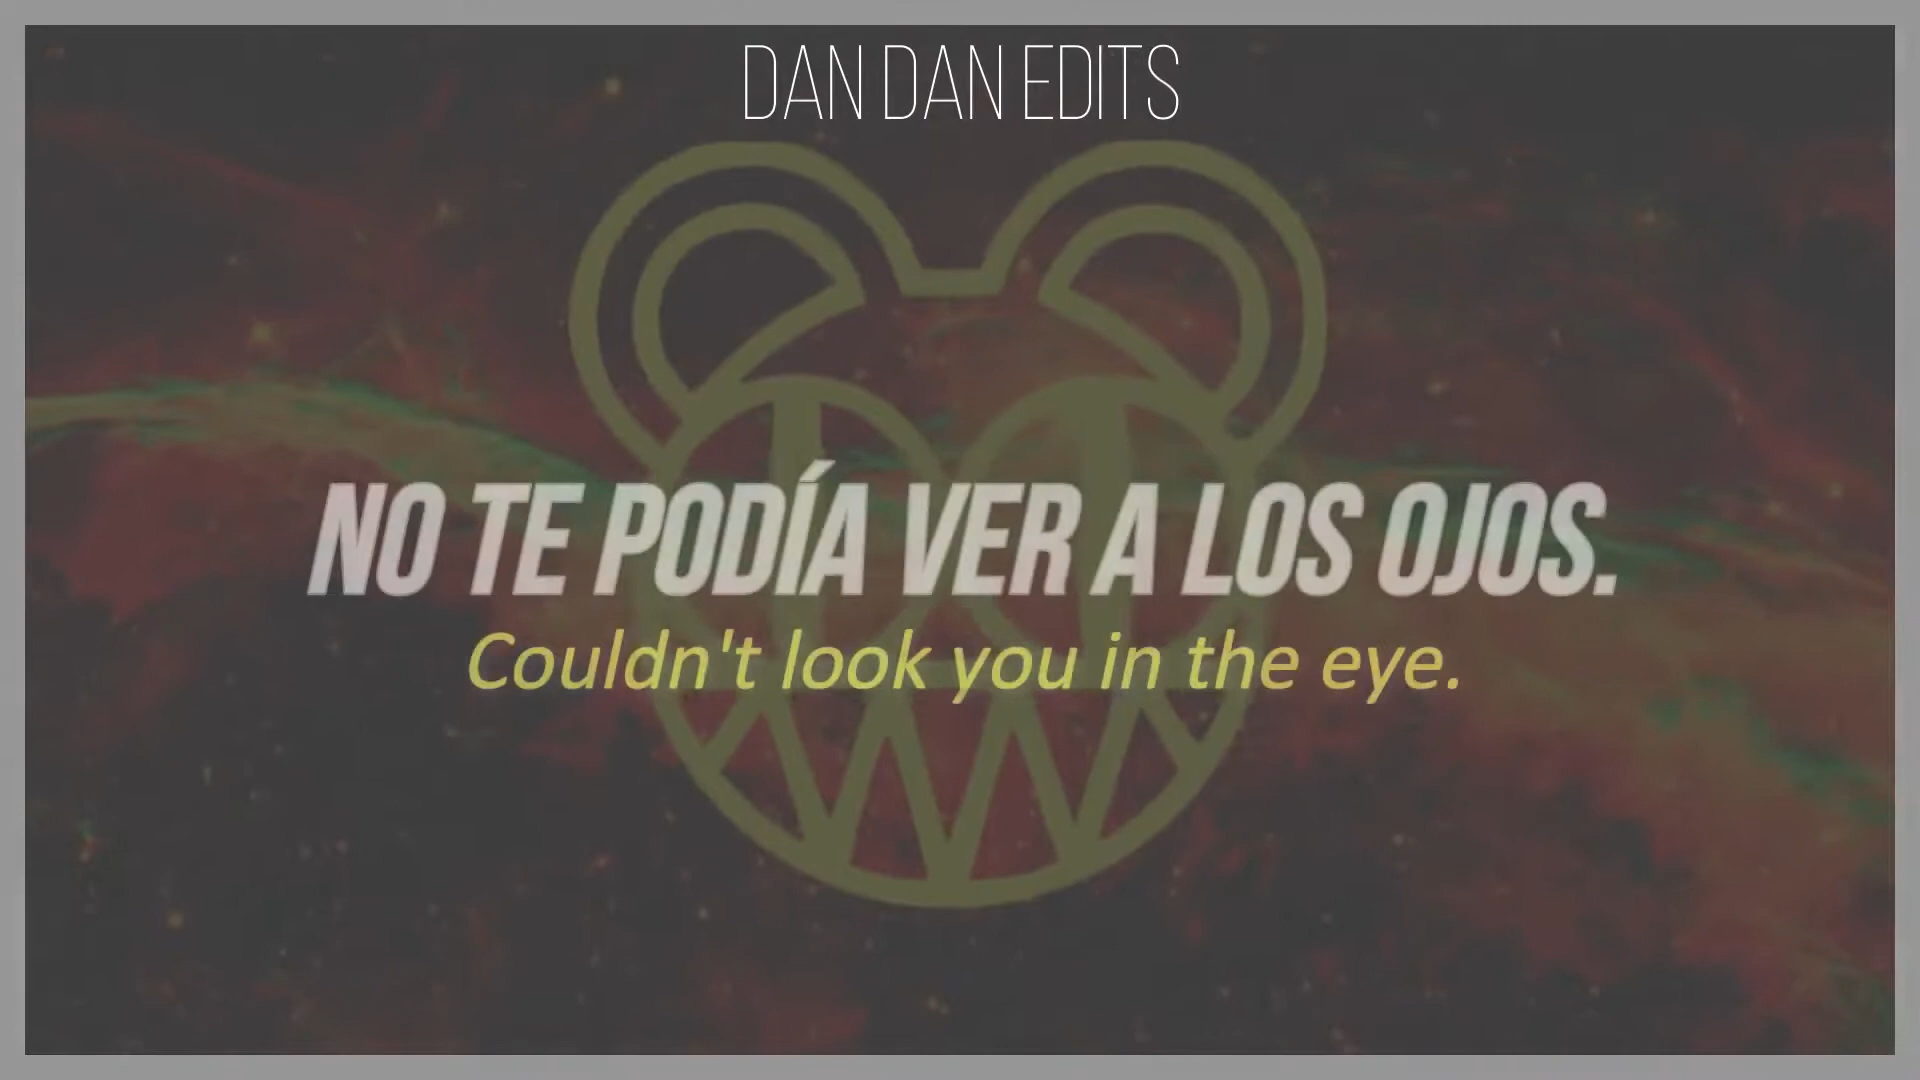 DAN DAN EDITS
NO TE PODÍA VER A LOS OJOS.
Couldn't look you in the eye.